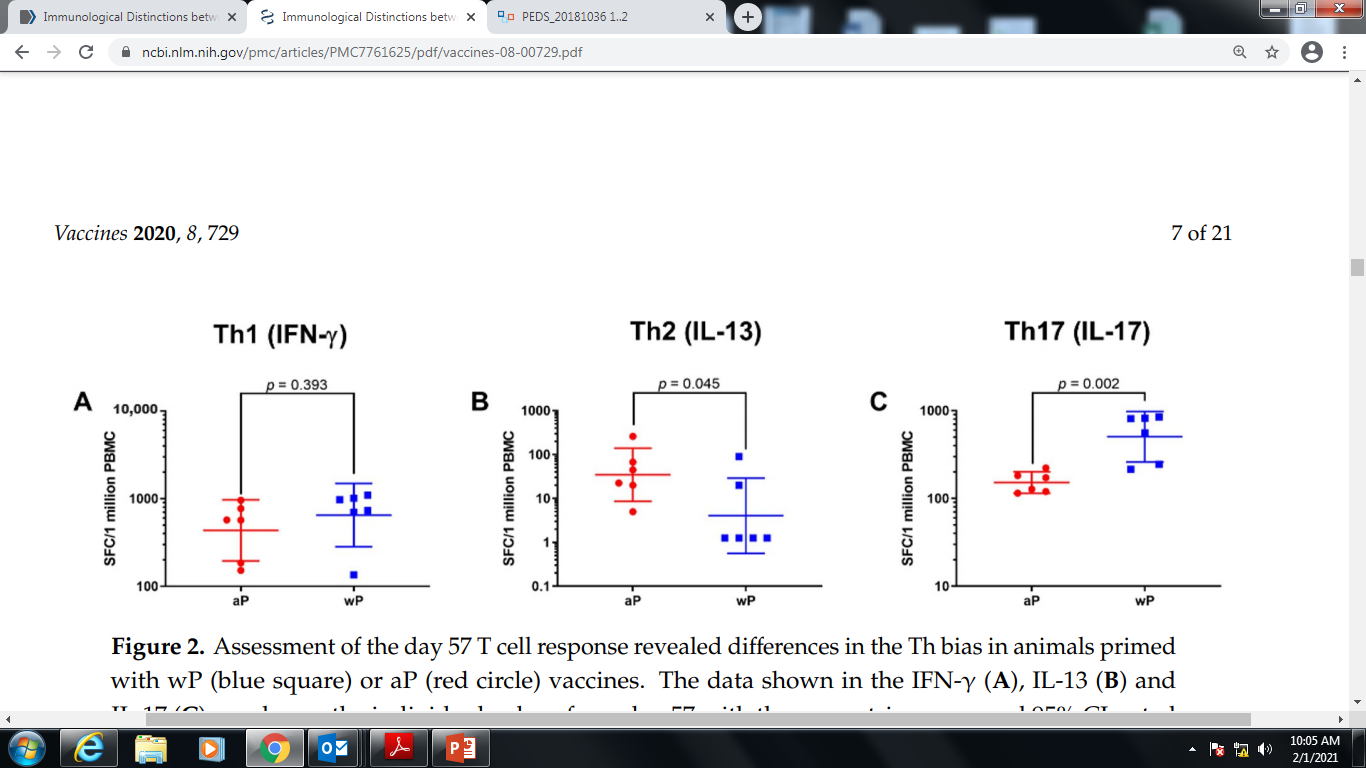 Immunological Distinctions betw
Immunological Distinctions betw
PEDS_20181036 1..2
ncbi.nlm.nih.gov/pmc/articles/PMC7761625/pdf/vaccines-08-00729.pdf
Vaccines 2020, 8, 729
7 of 21
Th1 (IFN-γ)
Th2 (IL-13)
Th17 (IL-17)
A
p = 0.393
10,000
1000
100
SFC/1 million PBMC
aP
wP
B
p = 0.045
1000
100
10
1
0.1
SFC/1 million PBMC
aP
wP
C
p = 0.002
1000
100
10
SFC/1 million PBMC
aP
wP
Figure 2. Assessment of the day 57 T cell response revealed differences in the Th bias in animals primed
with wP (blue square) or aP (red circle) vaccines. The data shown in the IFN-γ (A), IL-13 (B) and
10:05 AM
2/1/2021